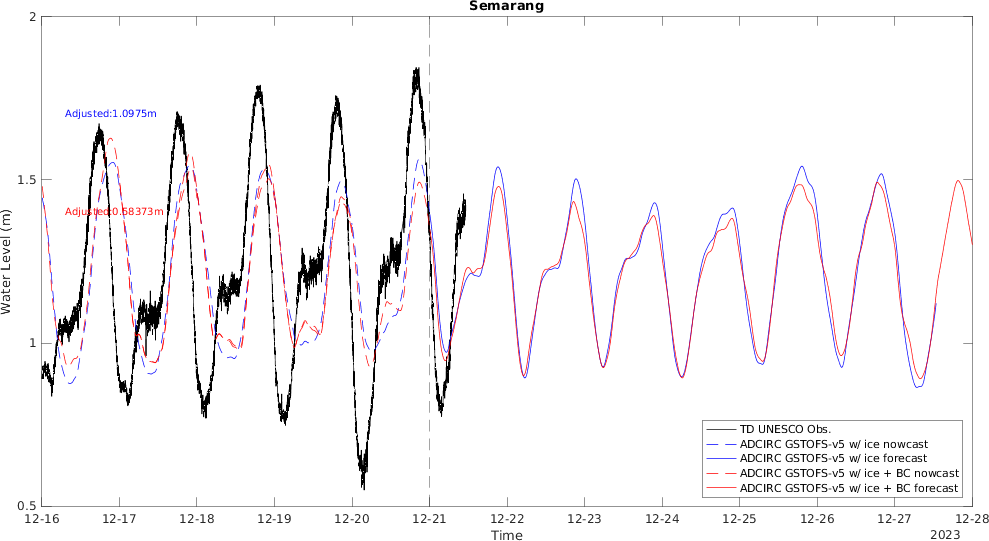 Semarang
2
1.5
1
0.5
Water Level (m)
Adjusted:1.0975m
Adjusted:0.68373m
TD UNESCO Obs.
ADCIRC GSTOFS-v5 w/ ice nowcast
ADCIRC GSTOFS-v5 w/ ice forecast
ADCIRC GSTOFS-v5 w/ ice + BC nowcast
ADCIRC GSTOFS-v5 w/ ice + BC forecast
12-16 12-17 12-18 12-19 12-20 12-21 12-22 12-23 12-24 12-25 12-26 12-27 12-28
Time
2023